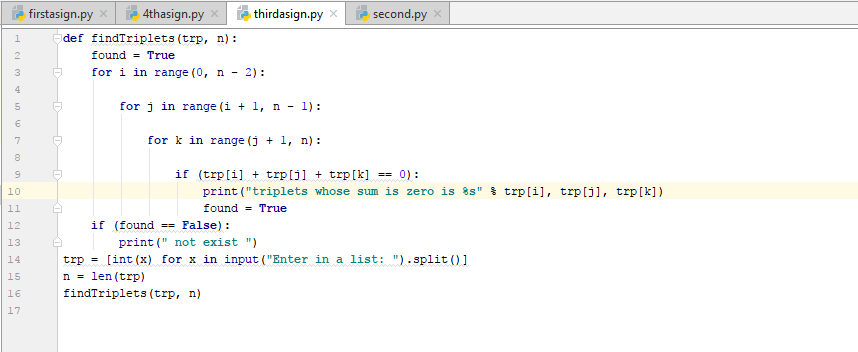 firstasign.py 4thasign.py thirdasign.py second.py
1 def findTriplets(trp, n):
2     found = True
3     for i in range(0, n - 2):
4
5         for j in range(i + 1, n - 1):
6
7             for k in range(j + 1, n):
8
9                 if (trp[i] + trp[j] + trp[k] == 0):
10                     print("triplets whose sum is zero is %s" % trp[i], trp[j], trp[k])
11                     found = True
12     if (found == False):
13         print(" not exist ")
14 trp = [int(x) for x in input("Enter in a list: ").split()]
15 n = len(trp)
16 findTriplets(trp, n)
17